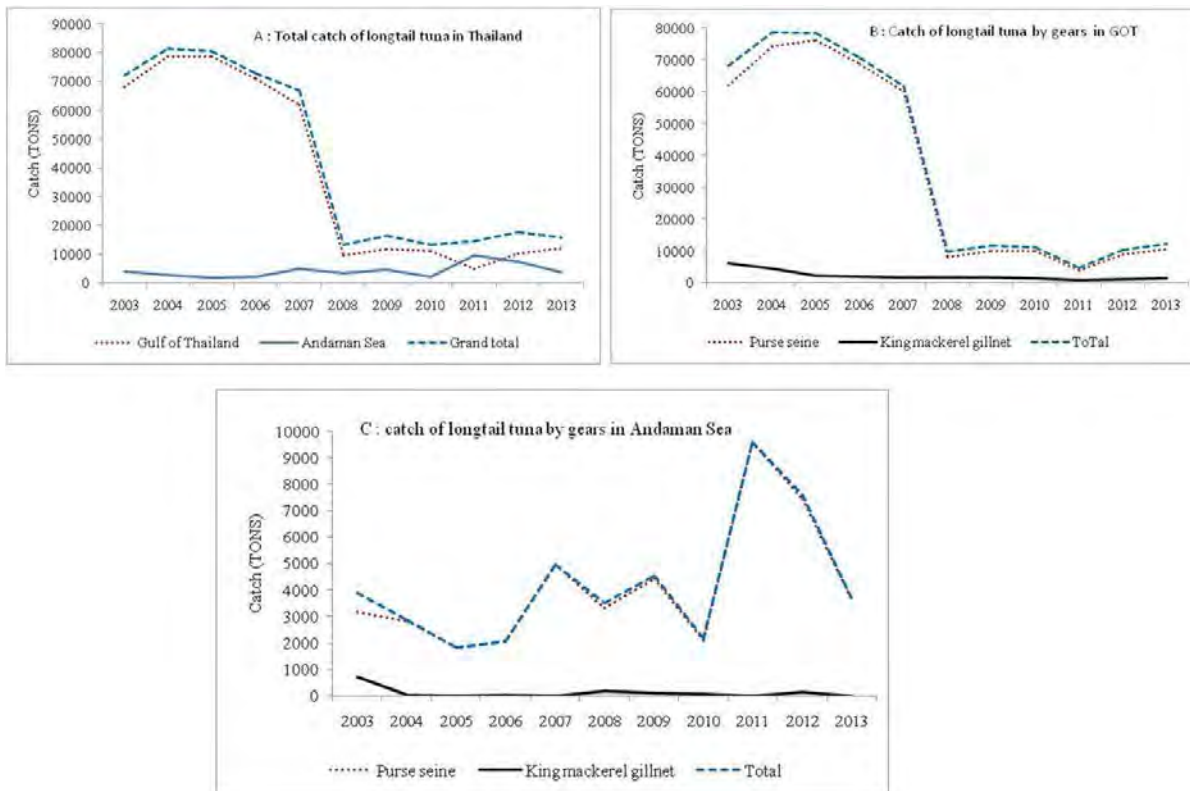 A : Total catch of longtail tuna in Thailand
Catch (TONS)
90000
80000
70000
60000
50000
40000
30000
20000
10000
0
2003 2004 2005 2006 2007 2008 2009 2010 2011 2012 2013
Gulf of Thailand Andaman Sea Grand total
B : Catch of longtail tuna by gears in GOT
Catch (TONS)
80000
70000
60000
50000
40000
30000
20000
10000
0
2003 2004 2005 2006 2007 2008 2009 2010 2011 2012 2013
Purse seine King mackerel gillnet ToTal
C : catch of longtail tuna by gears in Andaman Sea
Catch (TONS)
10000
9000
8000
7000
6000
5000
4000
3000
2000
1000
0
2003 2004 2005 2006 2007 2008 2009 2010 2011 2012 2013
Purse seine King mackerel gillnet Total